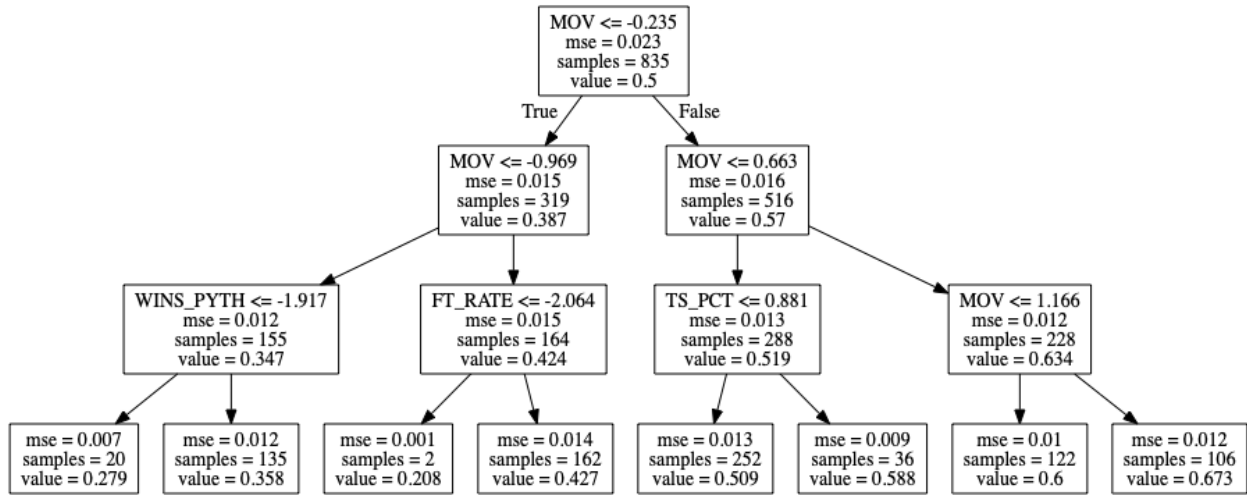 MOV <= -0.235
mse = 0.023
samples = 835
value = 0.5
True
False
MOV <= -0.969
mse = 0.015
samples = 319
value = 0.387
MOV <= 0.663
mse = 0.016
samples = 516
value = 0.57
WINS_PYTH <= -1.917
mse = 0.012
samples = 155
value = 0.347
FT_RATE <= -2.064
mse = 0.015
samples = 164
value = 0.424
TS_PCT <= 0.881
mse = 0.013
samples = 288
value = 0.519
MOV <= 1.166
mse = 0.012
samples = 228
value = 0.634
mse = 0.007
samples = 20
value = 0.279
mse = 0.012
samples = 135
value = 0.358
mse = 0.001
samples = 2
value = 0.208
mse = 0.014
samples = 162
value = 0.427
mse = 0.013
samples = 252
value = 0.509
mse = 0.009
samples = 36
value = 0.588
mse = 0.01
samples = 122
value = 0.6
mse = 0.012
samples = 106
value = 0.673